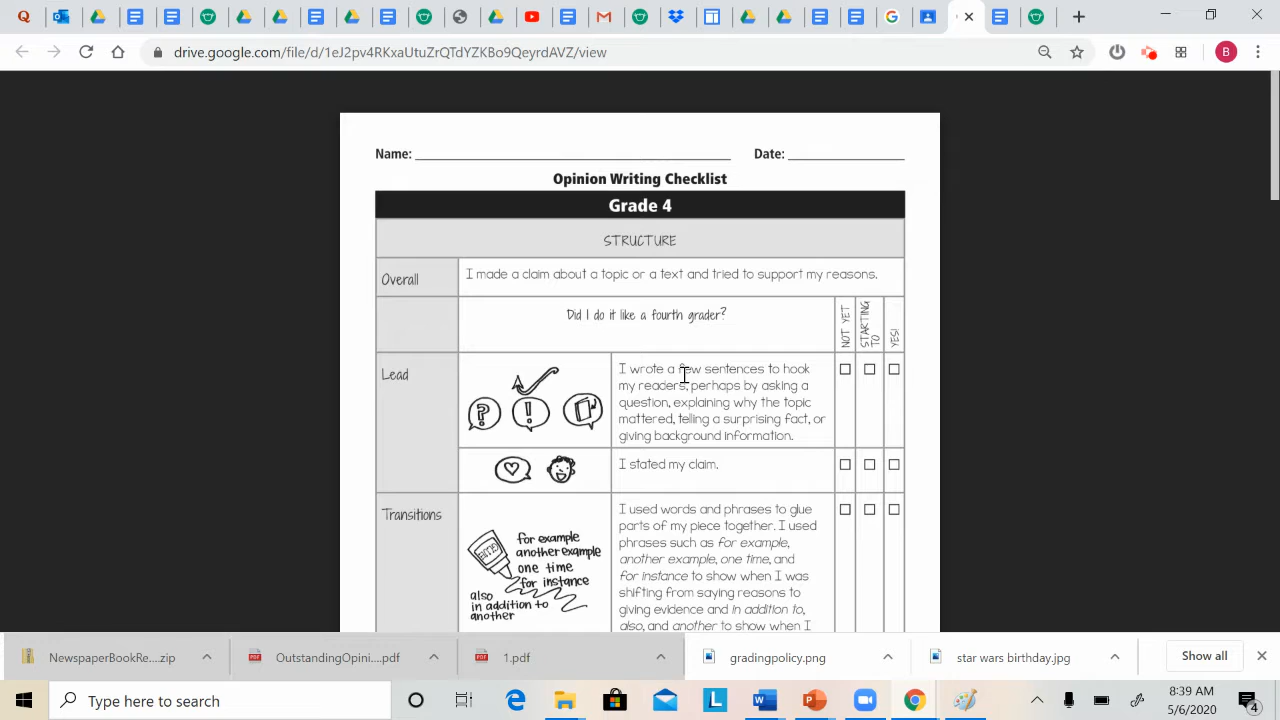 drive.google.com/file/d/1eJ2pv4RKxaUtuZrQTdYZKBo9QeyrdAVZ/view
B
Name:
Date:
Opinion Writing Checklist
Grade 4
STRUCTURE
Overall
I made a claim about a topic or a text and tried to support my reasons.
Did I do it like a fourth grader?
NOT YET
STARTING TO
YES!
Lead
I wrote a few sentences to hook
my readers, perhaps by asking a
question, explaining why the topic
mattered, telling a surprising fact, or
giving background information.
I stated my claim.
Transitions
GLUE
for example
another example
one time
for instance
also
in addition to
another
I used words and phrases to glue
parts of my piece together. I used
phrases such as for example,
another example, one time, and
for instance to show when I was
shifting from saying reasons to
giving evidence and in addition to,
also, and another to show when I
NewspaperBookRe....zip
OutstandingOpini....pdf
1.pdf
gradingpolicy.png
star wars birthday.jpg
Show all
Type here to search
8:39 AM
5/6/2020
4